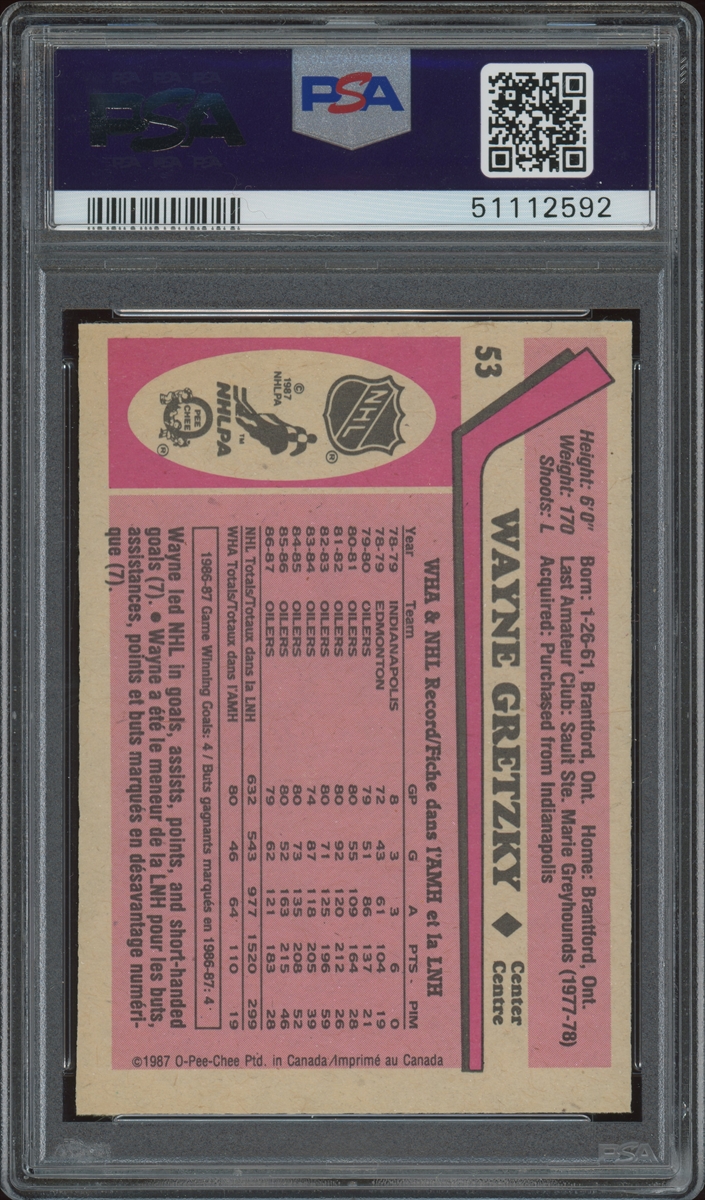 PSA
PSA
51112592
53
Height: 6'0"
Weight: 170
Shoots: L
Born: 1-26-61, Brantford, Ont. Home: Brantford, Ont.
Last Amateur Club: Sault Ste. Marie Greyhounds (1977-78)
Acquired: Purchased from Indianapolis
WAYNE GRETZKY ♦ Center
Centre
NHL ®
© 1987 NHLPA
NHLPA ™
O PEE CHEE ®
WHA & NHL Record/Fiche dans l'AMH et la LNH
Year Team GP G A PTS. PIM
78-79 INDIANAPOLIS 8 3 3 6 0
78-79 EDMONTON 72 43 61 104 19
79-80 OILERS 79 51 86 137 21
80-81 OILERS 80 55 109 164 28
81-82 OILERS 80 92 120 212 26
82-83 OILERS 80 71 125 196 59
83-84 OILERS 74 87 118 205 39
84-85 OILERS 80 73 135 208 52
85-86 OILERS 80 52 163 215 46
86-87 OILERS 79 62 121 183 28
NHL Totals/Totaux dans la LNH 632 543 977 1520 299
WHA Totals/Totaux dans l'AMH 80 46 64 110 19
1986-87 Game Winning Goals: 4 / Buts gagnants marqués en 1986-87: 4
Wayne led NHL in goals, assists, points, and short-handed
goals (7). ● Wayne a été le meneur de la LNH pour les buts,
assistances, points et buts marqués en désavantage numéri-
que (7).
©1987 O-Pee-Chee Ptd. in Canada/Imprimé au Canada
PSA